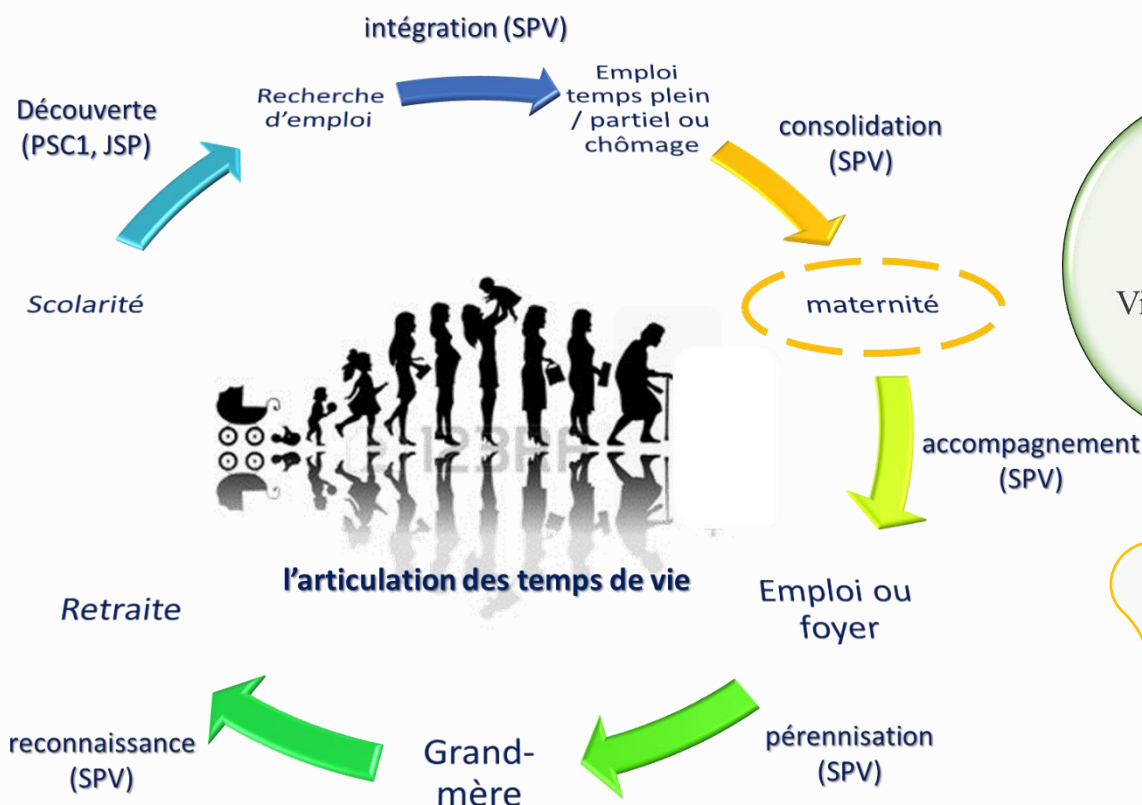 intégration (SPV)
Découverte
(PSC1, JSP)
Recherche
d'emploi
Emploi
temps plein
/ partiel ou
chômage
consolidation
(SPV)
Scolarité
maternité
accompagnement
(SPV)
l'articulation des temps de vie
Retraite
Emploi ou
foyer
reconnaissance
(SPV)
Grand-
mère
pérennisation
(SPV)